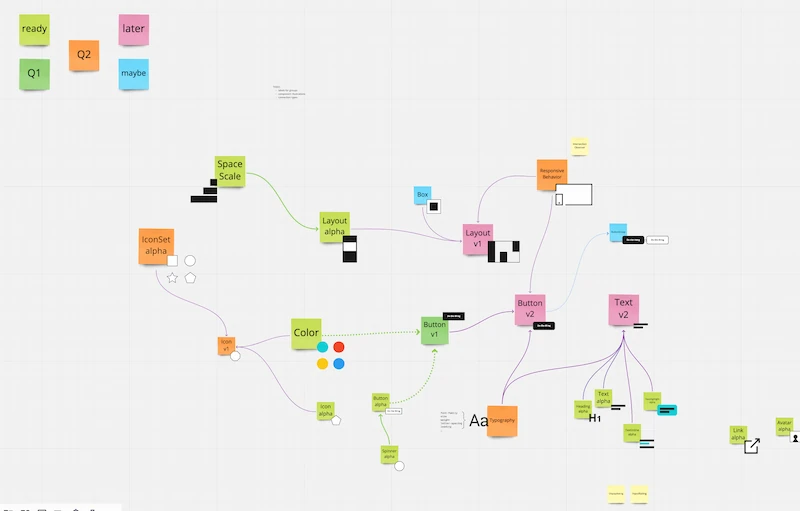 ready
later
Q2
Q1
maybe
Space
Scale
Responsive
Behavior
Box
Layout
alpha
Layout
v1
IconSet
alpha
Button
v2
Text
v2
Color
Button
v1
Icon
v1
Icon
alpha
Button
alpha
Spinner
alpha
Aa
Typography
Heading
alpha
H1
Text
alpha
Link
alpha
Avatar
alpha